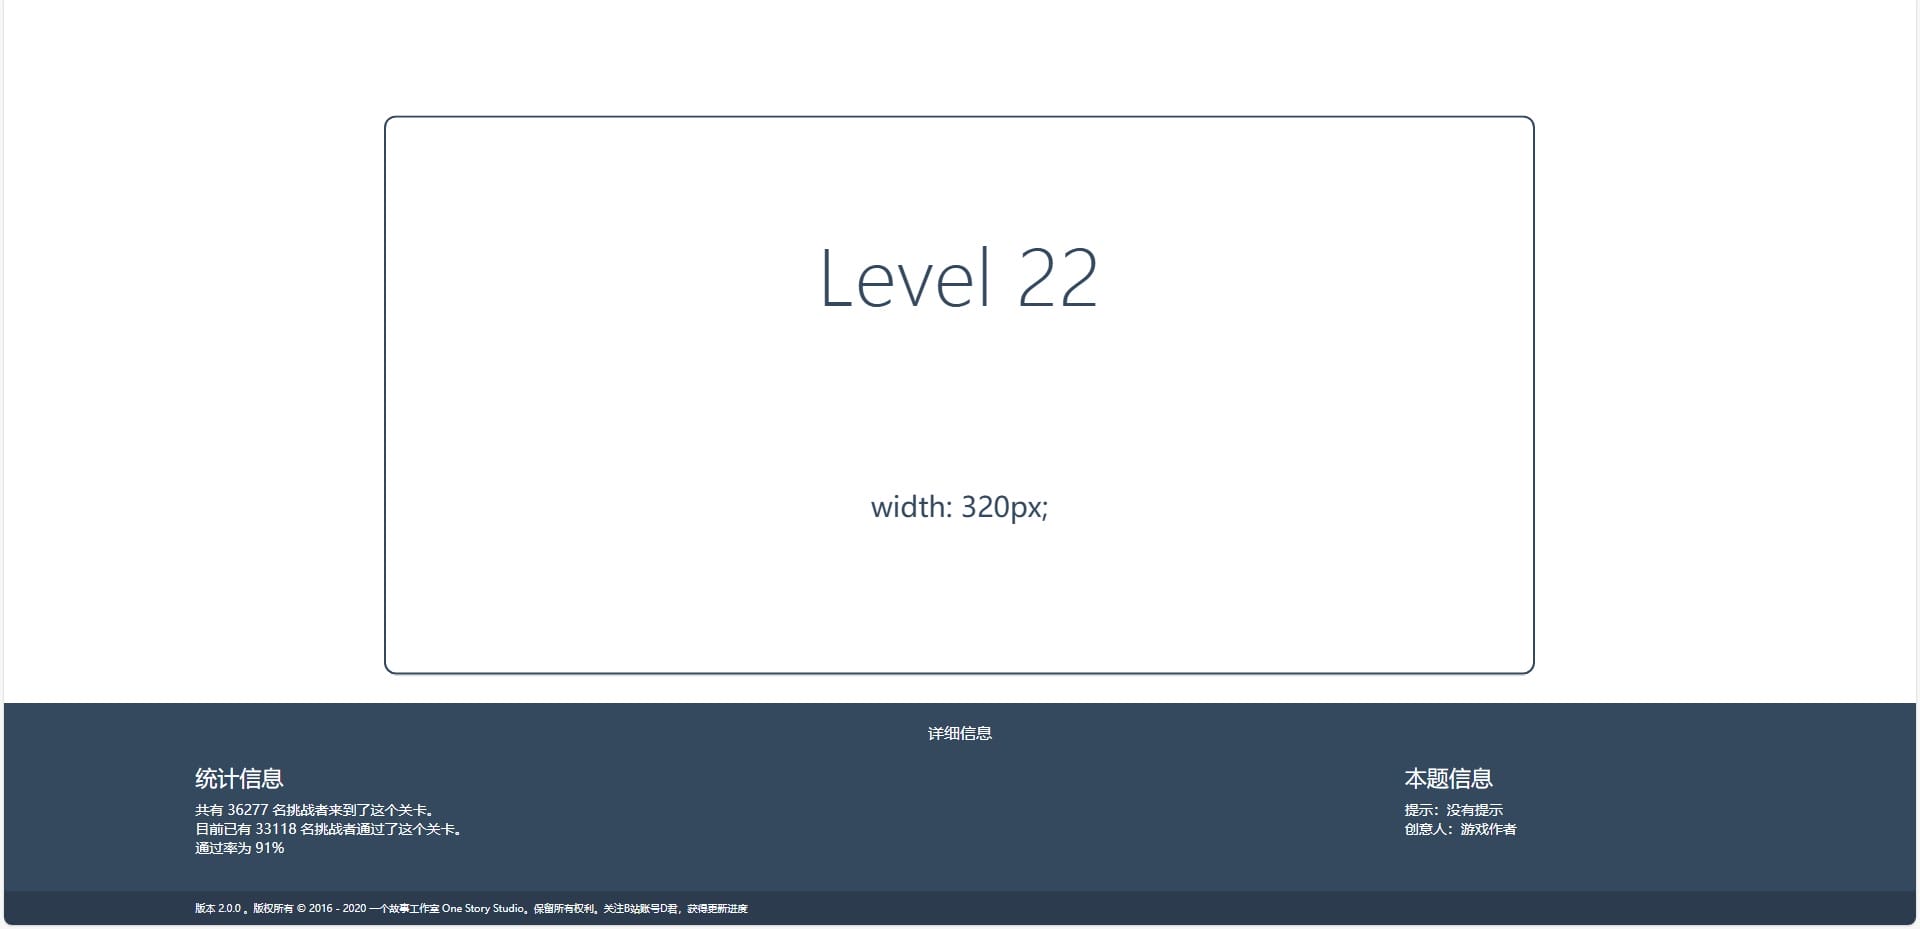 Level 22
width: 320px;
详细信息
统计信息
共有 36277 名挑战者来到了这个关卡。
目前已有 33118 名挑战者通过了这个关卡。
通过率为 91%
本题信息
提示：没有提示
创意人：游戏作者
版本 2.0.0 。版权所有 © 2016 - 2020 一个故事工作室 One Story Studio。保留所有权利。关注B站账号D君，获得更新进度